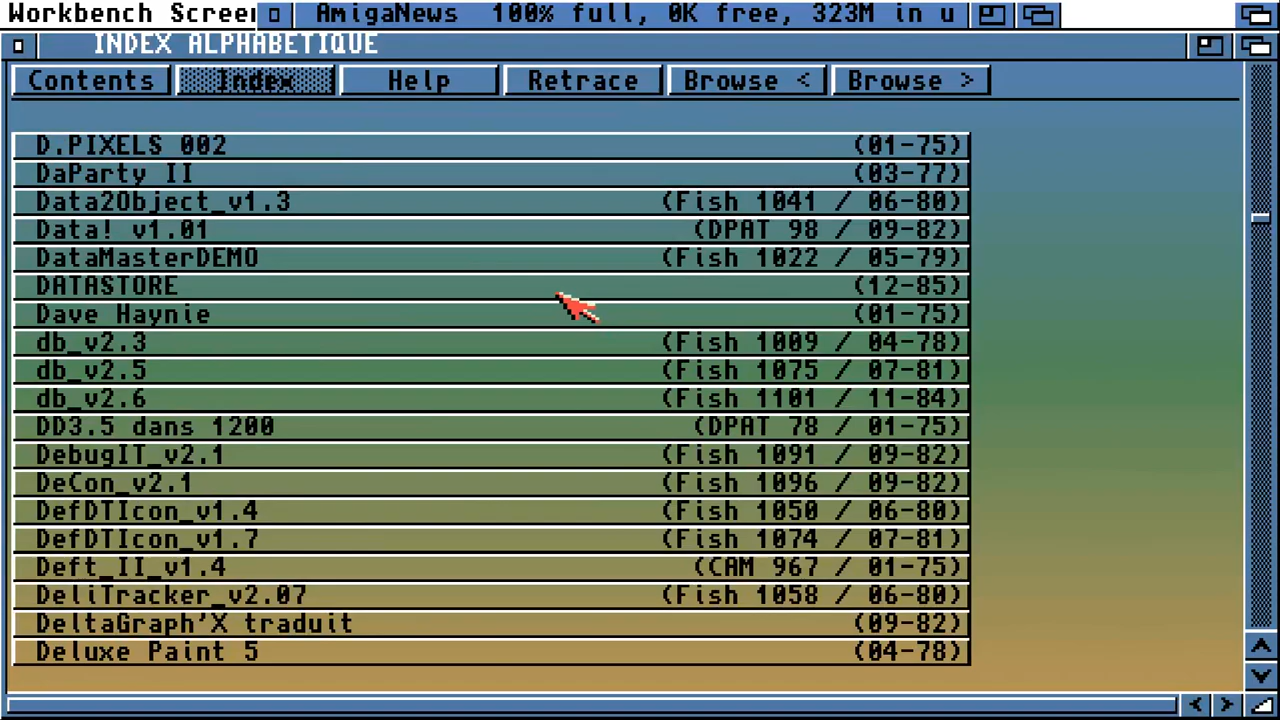 Workbench Screen
AmigaNews 100% full, 0K free, 323M in u
INDEX ALPHABETIQUE
Contents Index Help Retrace Browse < Browse >
D.PIXELS 002 (01-75)
DaParty II (03-77)
Data2Object_v1.3 (Fish 1041 / 06-80)
Data! v1.01 (DPAT 98 / 09-82)
DataMasterDEMO (Fish 1022 / 05-79)
DATASTORE (12-85)
Dave Haynie (01-75)
db_v2.3 (Fish 1009 / 04-78)
db_v2.5 (Fish 1075 / 07-81)
db_v2.6 (Fish 1101 / 11-84)
DD3.5 dans 1200 (DPAT 78 / 01-75)
DebugIT_v2.1 (Fish 1091 / 09-82)
DeCon_v2.1 (Fish 1096 / 09-82)
DefDTIcon_v1.4 (Fish 1050 / 06-80)
DefDTIcon_v1.7 (Fish 1074 / 07-81)
Deft_II_v1.4 (CAM 967 / 01-75)
DeliTracker_v2.07 (Fish 1058 / 06-80)
DeltaGraph'X traduit (09-82)
Deluxe Paint 5 (04-78)